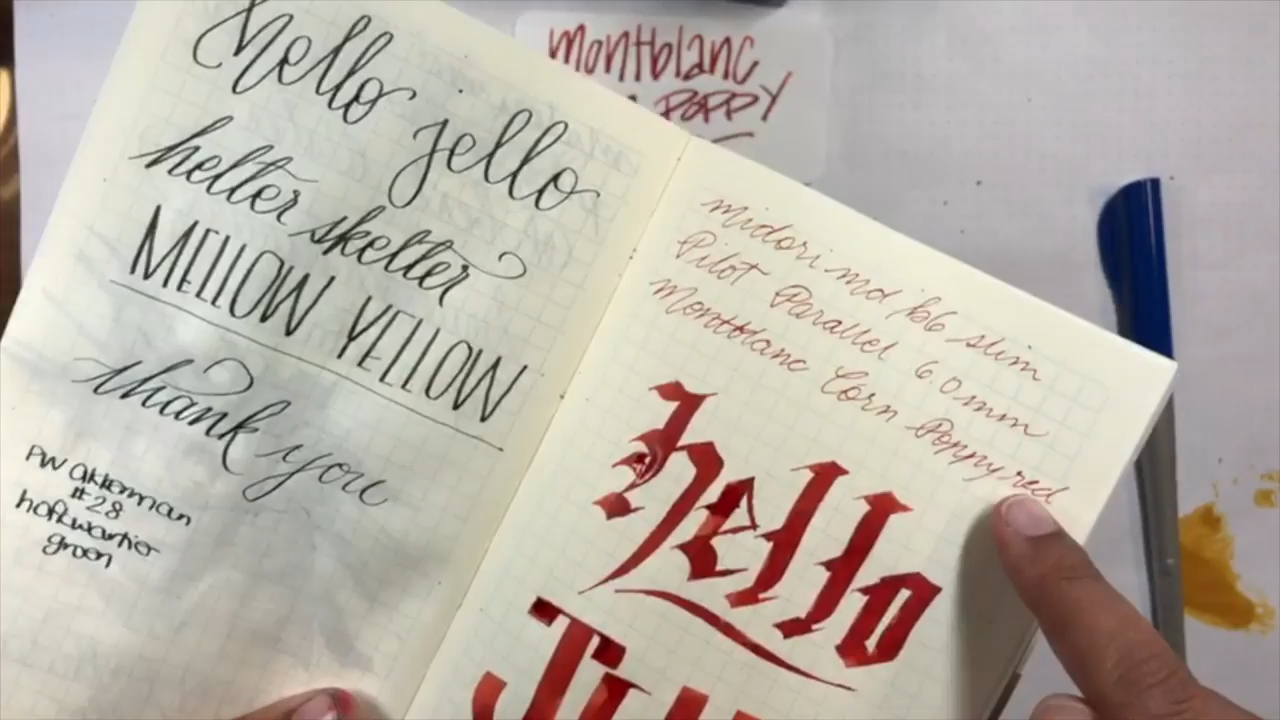 hello jello
helter skelter
MELLOW YELLOW
thank you
PW akkerman
#28
hofkwartier
groen
montblanc
POPPY
midori md b6 slim
Pilot Parallel 6.0mm
Montblanc Corn Poppy red
hello